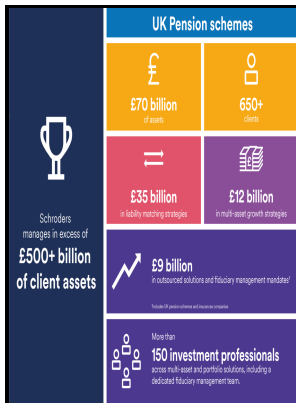 UK Pension schemes
£
£70 billion
of assets
650+
clients
£35 billion
in liability matching strategies
£
£12 billion
in multi-asset growth strategies
Schroders
manages in excess of
£500+ billion
of client assets
£9 billion
in outsourced solutions and fiduciary management mandates¹
¹Includes UK pension schemes and insurance companies
More than
150 investment professionals
across multi-asset and portfolio solutions, including a
dedicated fiduciary management team.